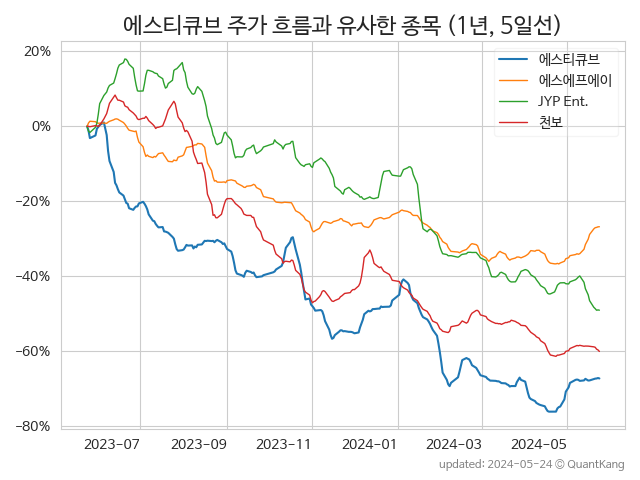 에스티큐브 주가 흐름과 유사한 종목 (1년, 5일선)
에스티큐브
에스에프에이
JYP Ent.
천보
20%
0%
−20%
−40%
−60%
−80%
2023-07
2023-09
2023-11
2024-01
2024-03
2024-05
updated: 2024-05-24 © QuantKang